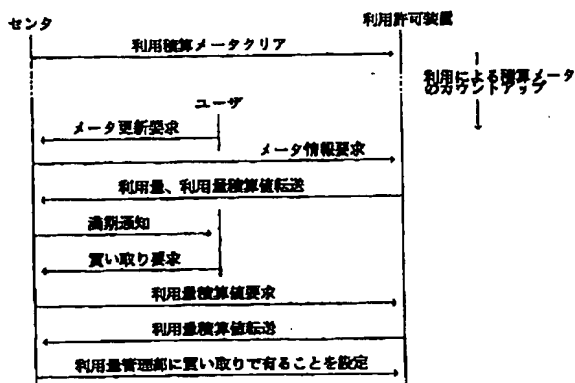 センタ
利用許可装置
利用積算メータクリア
利用による積算メータ
のカウントアップ
ユーザ
メータ更新要求
メータ情報要求
利用量、利用量積算値転送
満期通知
買い取り要求
利用量積算値要求
利用量積算値転送
利用量管理部に買い取りで有ることを設定